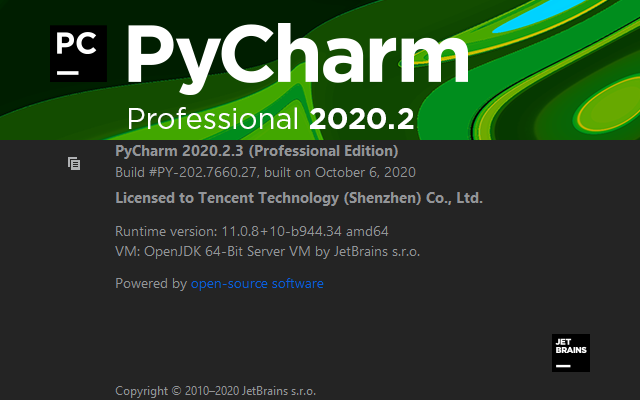 PC
PyCharm
Professional 2020.2
PyCharm 2020.2.3 (Professional Edition)
Build #PY-202.7660.27, built on October 6, 2020
Licensed to Tencent Technology (Shenzhen) Co., Ltd.
Runtime version: 11.0.8+10-b944.34 amd64
VM: OpenJDK 64-Bit Server VM by JetBrains s.r.o.
Powered by open-source software
JET
BRAINS
Copyright © 2010–2020 JetBrains s.r.o.